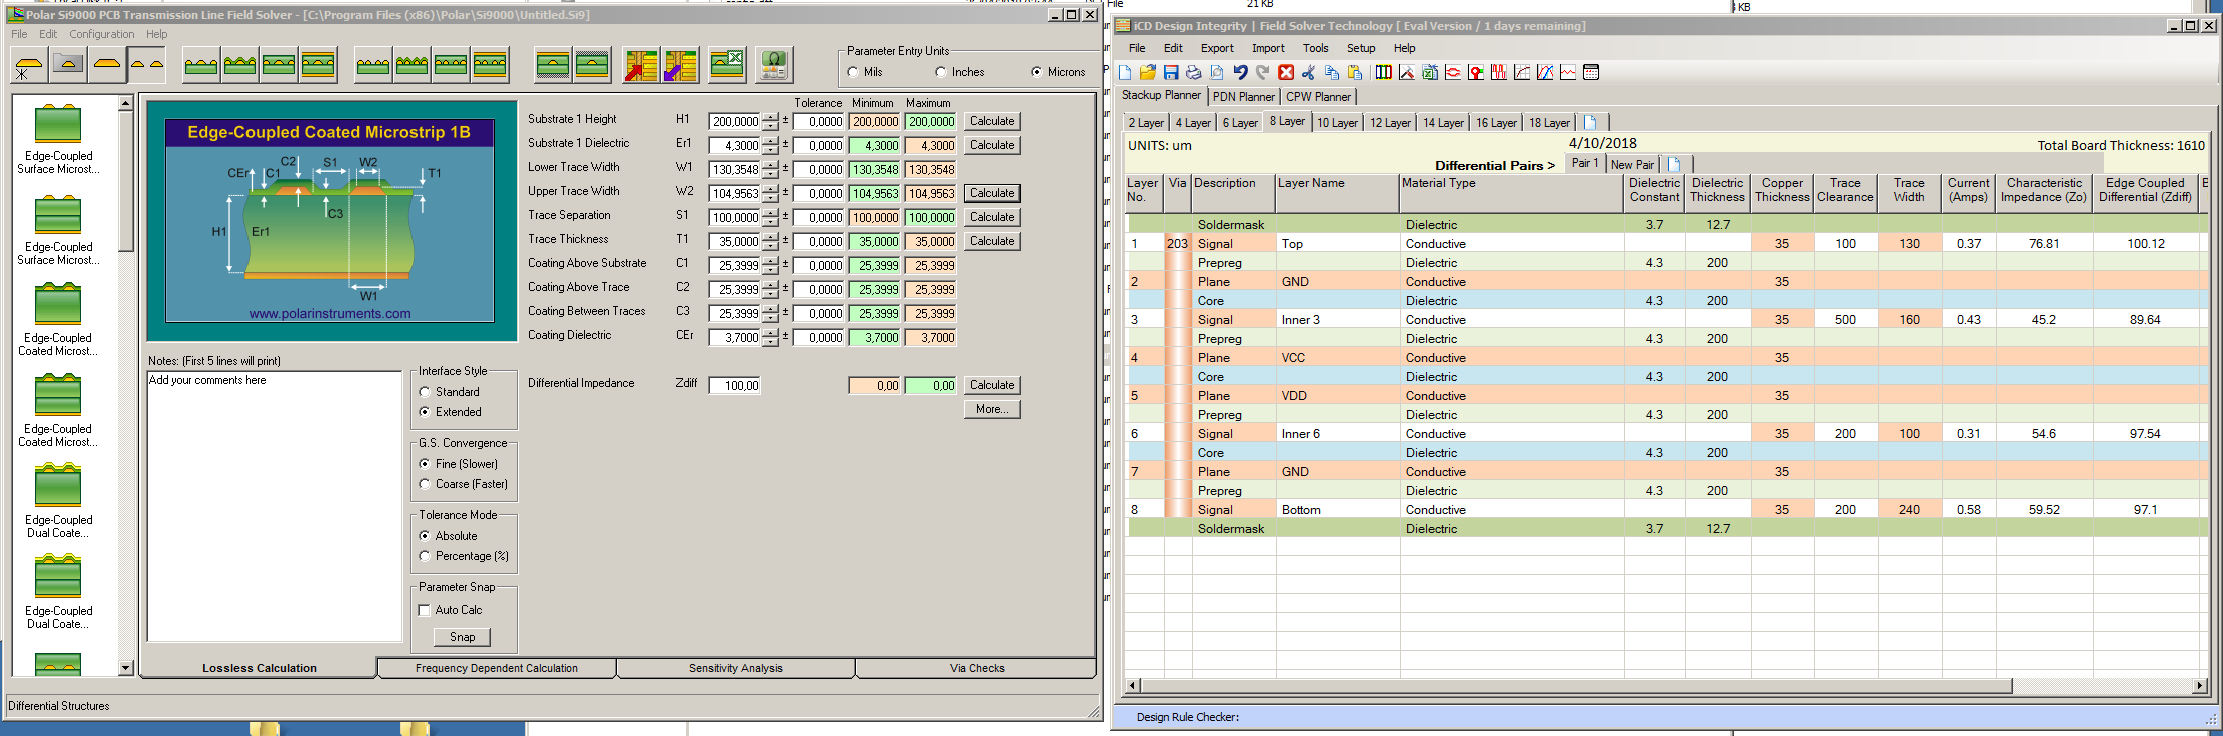 21 KB
File
KB
Polar Si9000 PCB Transmission Line Field Solver - [C:\Program Files (x86)\Polar\Si9000\Untitled.Si9]
File Edit Configuration Help
Parameter Entry Units
Mils Inches Microns
Edge-Coupled
Surface Microst...
Edge-Coupled
Surface Microst...
Edge-Coupled
Coated Microst...
Edge-Coupled
Coated Microst...
Edge-Coupled
Dual Coate...
Edge-Coupled
Dual Coate...
Edge-Coupled Coated Microstrip 1B
CEr C1 C2 S1 W2 T1
C3
H1 Er1
W1
www.polarinstruments.com
Notes: (First 5 lines will print)
Add your comments here
Interface Style
Standard
Extended
G.S. Convergence
Fine (Slower)
Coarse (Faster)
Tolerance Mode
Absolute
Percentage (%)
Parameter Snap
Auto Calc
Snap
Tolerance Minimum Maximum
Substrate 1 Height H1 200,0000 ± 0,0000 200,0000 200,0000 Calculate
Substrate 1 Dielectric Er1 4,3000 ± 0,0000 4,3000 4,3000 Calculate
Lower Trace Width W1 130,3548 ± 0,0000 130,3548 130,3548
Upper Trace Width W2 104,9563 ± 0,0000 104,9563 104,9563 Calculate
Trace Separation S1 100,0000 ± 0,0000 100,0000 100,0000 Calculate
Trace Thickness T1 35,0000 ± 0,0000 35,0000 35,0000 Calculate
Coating Above Substrate C1 25,3999 ± 0,0000 25,3999 25,3999
Coating Above Trace C2 25,3999 ± 0,0000 25,3999 25,3999
Coating Between Traces C3 25,3999 ± 0,0000 25,3999 25,3999
Coating Dielectric CEr 3,7000 ± 0,0000 3,7000 3,7000
Differential Impedance Zdiff 100,00 0,00 0,00 Calculate
More...
Lossless Calculation Frequency Dependent Calculation Sensitivity Analysis Via Checks
Differential Structures
iCD Design Integrity | Field Solver Technology [ Eval Version / 1 days remaining]
File Edit Export Import Tools Setup Help
Stackup Planner PDN Planner CPW Planner
2 Layer 4 Layer 6 Layer 8 Layer 10 Layer 12 Layer 14 Layer 16 Layer 18 Layer
UNITS: um 4/10/2018 Total Board Thickness: 1610
Differential Pairs > Pair 1 New Pair
Layer Via Description Layer Name Material Type Dielectric Dielectric Copper Trace Trace Current Characteristic Edge Coupled B
No. Constant Thickness Thickness Clearance Width (Amps) Impedance (Zo) Differential (Zdiff)
Soldermask Dielectric 3.7 12.7
1 203 Signal Top Conductive 35 100 130 0.37 76.81 100.12
Prepreg Dielectric 4.3 200
2 Plane GND Conductive 35
Core Dielectric 4.3 200
3 Signal Inner 3 Conductive 35 500 160 0.43 45.2 89.64
Prepreg Dielectric 4.3 200
4 Plane VCC Conductive 35
Core Dielectric 4.3 200
5 Plane VDD Conductive 35
Prepreg Dielectric 4.3 200
6 Signal Inner 6 Conductive 35 200 100 0.31 54.6 97.54
Core Dielectric 4.3 200
7 Plane GND Conductive 35
Prepreg Dielectric 4.3 200
8 Signal Bottom Conductive 35 200 240 0.58 59.52 97.1
Soldermask Dielectric 3.7 12.7
Design Rule Checker: